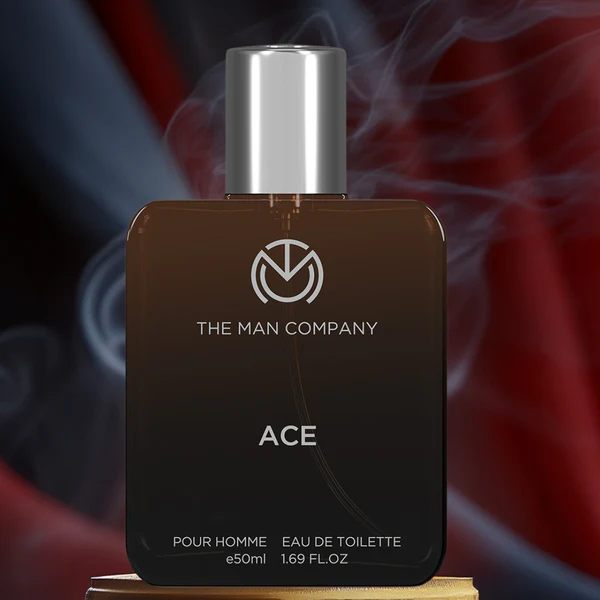 THE MAN COMPANY
ACE
POUR HOMME EAU DE TOILETTE
e50ml 1.69 FL.OZ